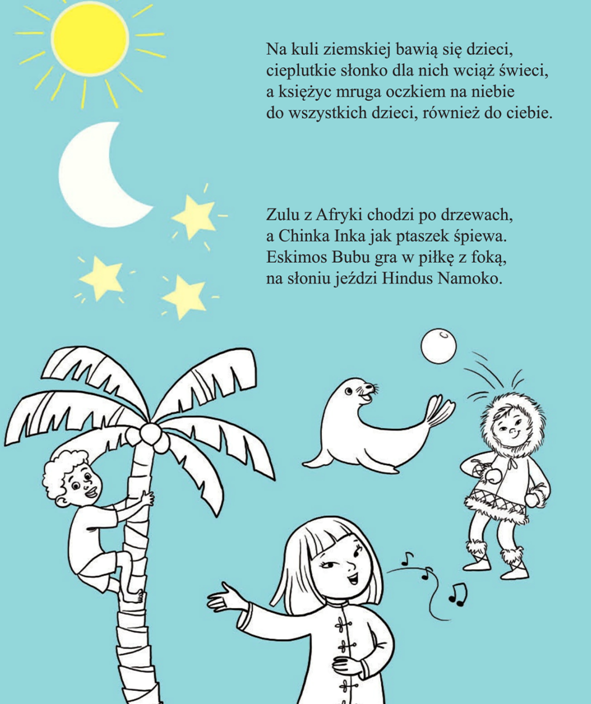 Na kuli ziemskiej bawią się dzieci,
cieplutkie słonko dla nich wciąż świeci,
a księżyc mruga oczkiem na niebie
do wszystkich dzieci, również do ciebie.
Zulu z Afryki chodzi po drzewach,
a Chinka Inka jak ptaszek śpiewa.
Eskimos Bubu gra w piłkę z foką,
na słoniu jeździ Hindus Namoko.